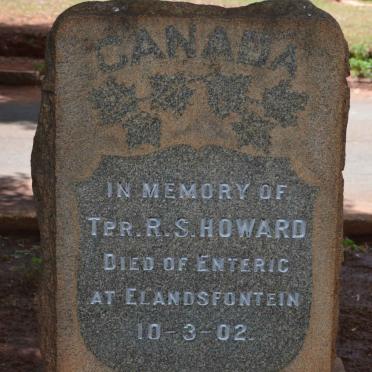 CANADA
IN MEMORY OF
TPR. R.S. HOWARD
DIED OF ENTERIC
AT ELANDSFONTEIN
10-3-02.